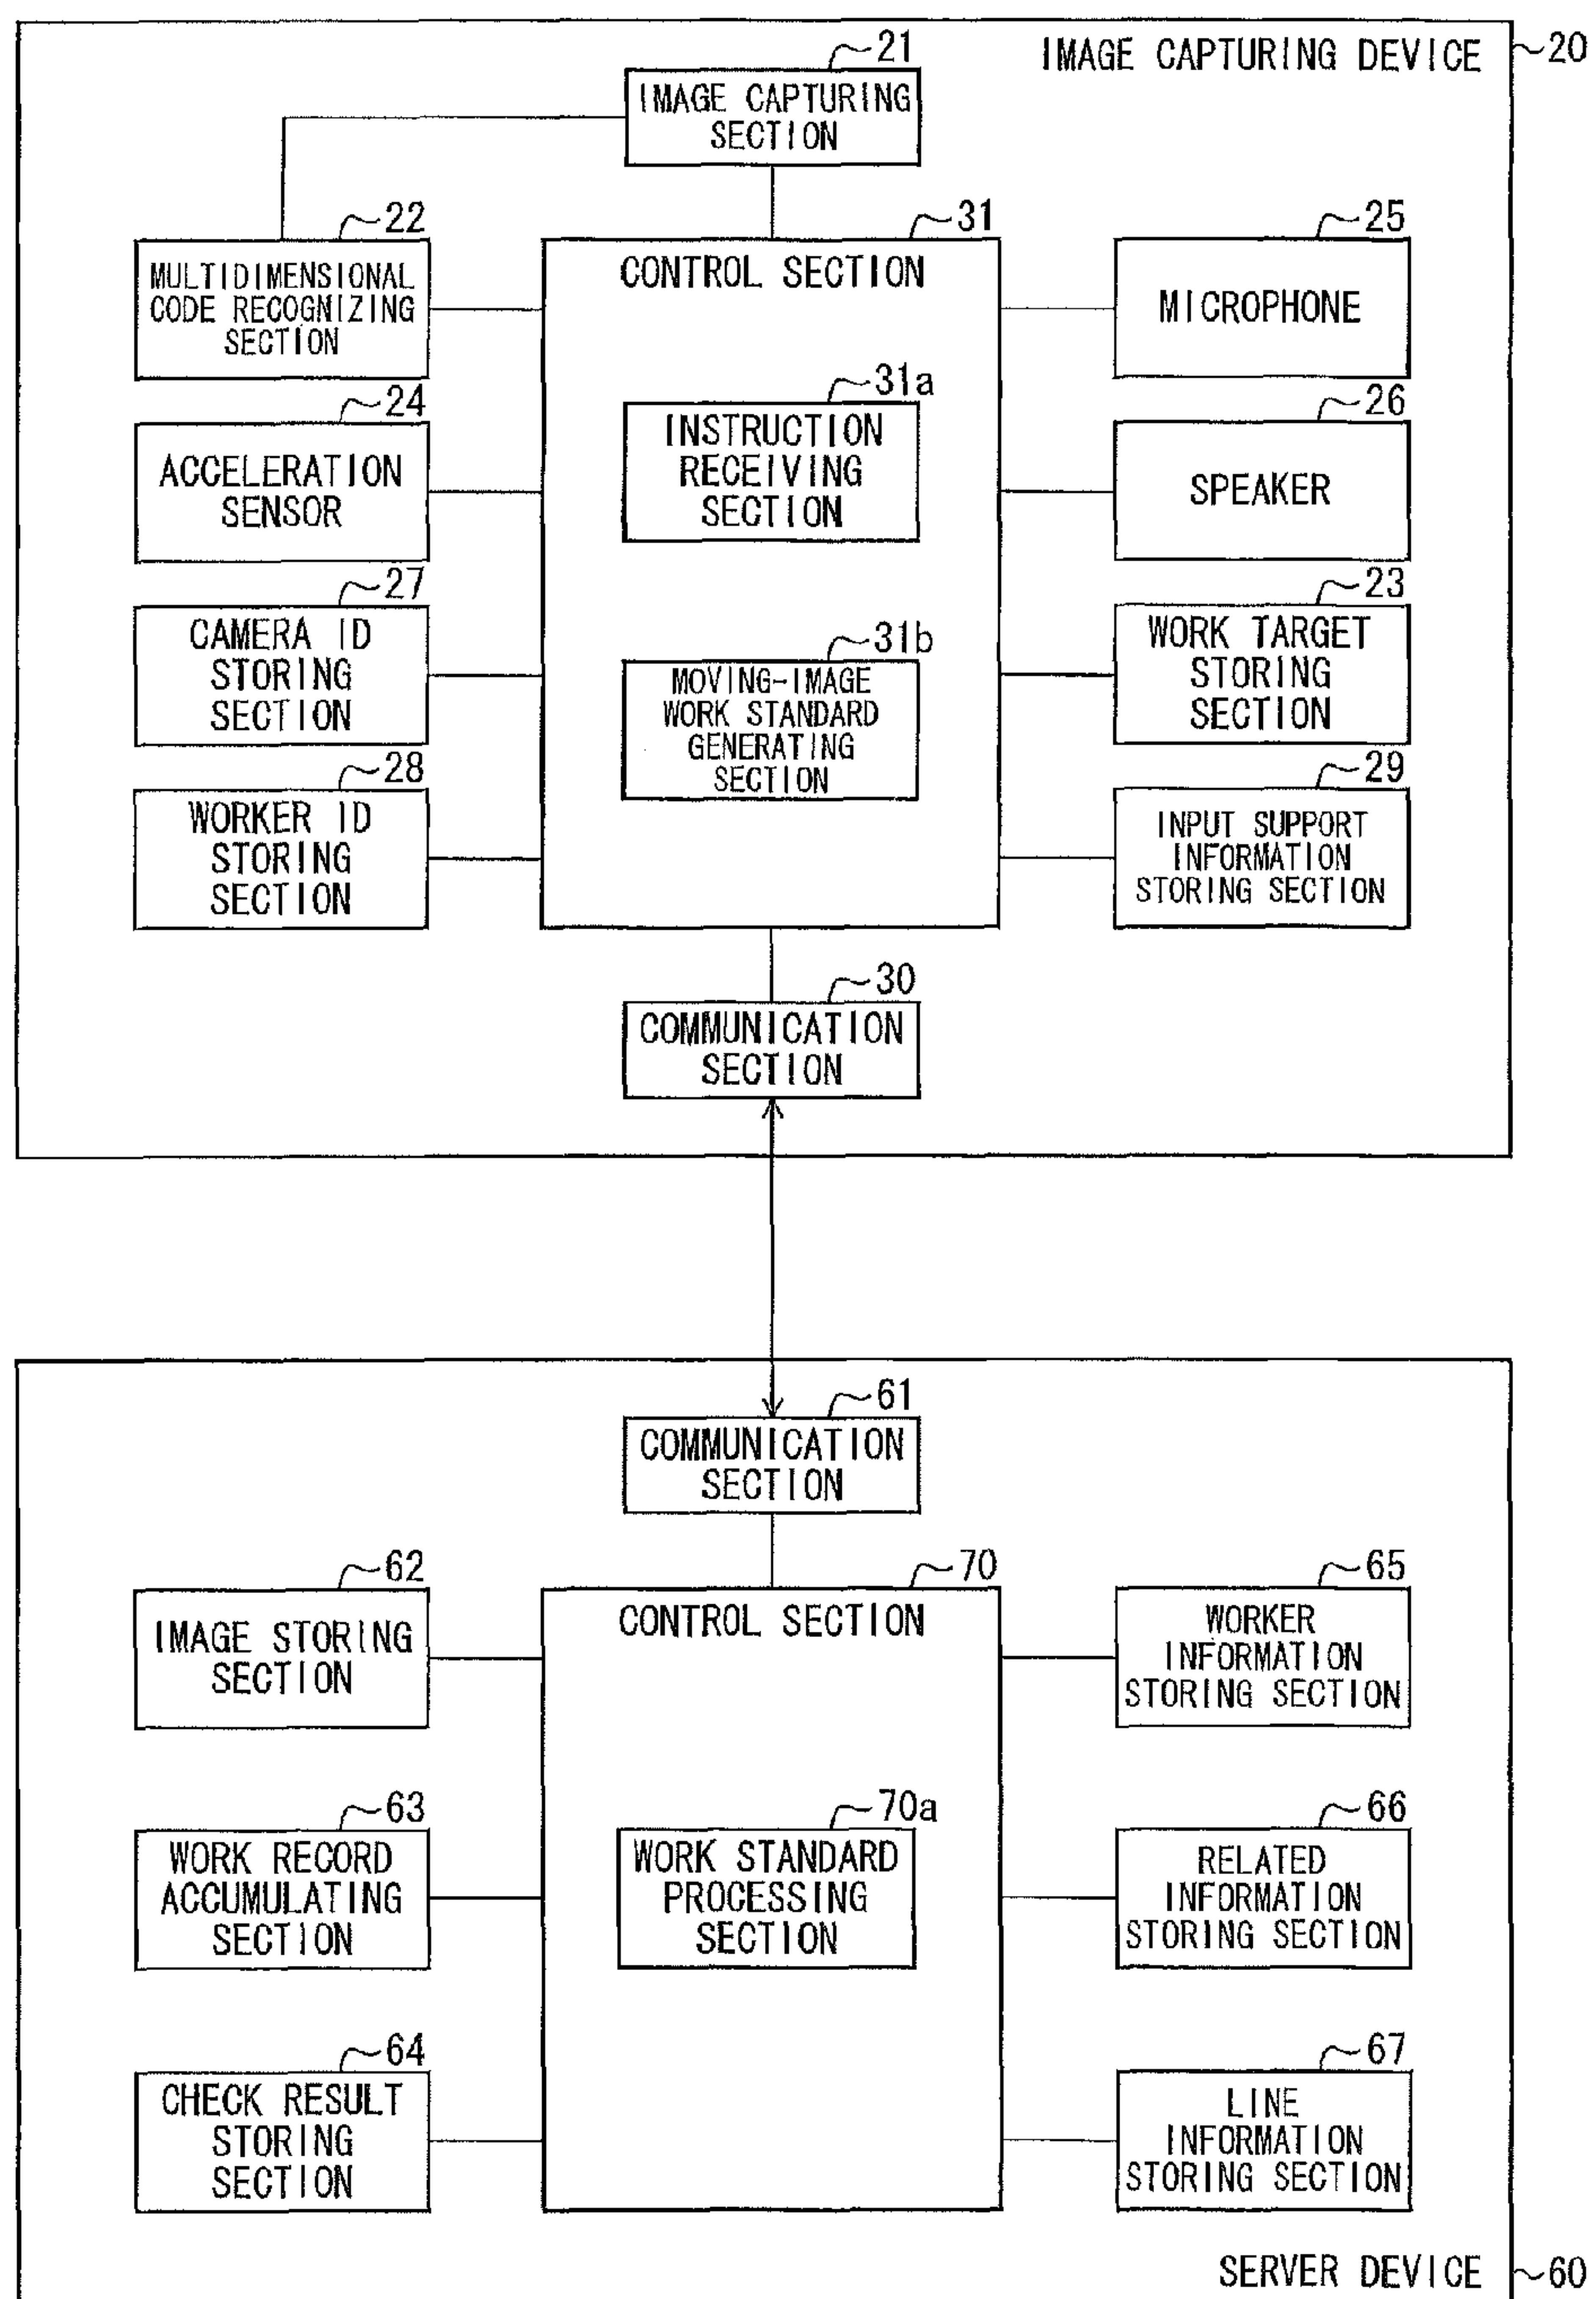 IMAGE CAPTURING DEVICE
20
21
IMAGE CAPTURING
SECTION
22
MULTIDIMENSIONAL
CODE RECOGNIZING
SECTION
31
CONTROL SECTION
25
MICROPHONE
24
ACCELERATION
SENSOR
31a
INSTRUCTION
RECEIVING
SECTION
26
SPEAKER
27
CAMERA ID
STORING
SECTION
31b
MOVING-IMAGE
WORK STANDARD
GENERATING
SECTION
23
WORK TARGET
STORING
SECTION
28
WORKER ID
STORING
SECTION
29
INPUT SUPPORT
INFORMATION
STORING SECTION
30
COMMUNICATION
SECTION
61
COMMUNICATION
SECTION
62
IMAGE STORING
SECTION
70
CONTROL SECTION
65
WORKER
INFORMATION
STORING SECTION
63
WORK RECORD
ACCUMULATING
SECTION
70a
WORK STANDARD
PROCESSING
SECTION
66
RELATED
INFORMATION
STORING SECTION
64
CHECK RESULT
STORING
SECTION
67
LINE
INFORMATION
STORING SECTION
SERVER DEVICE
60